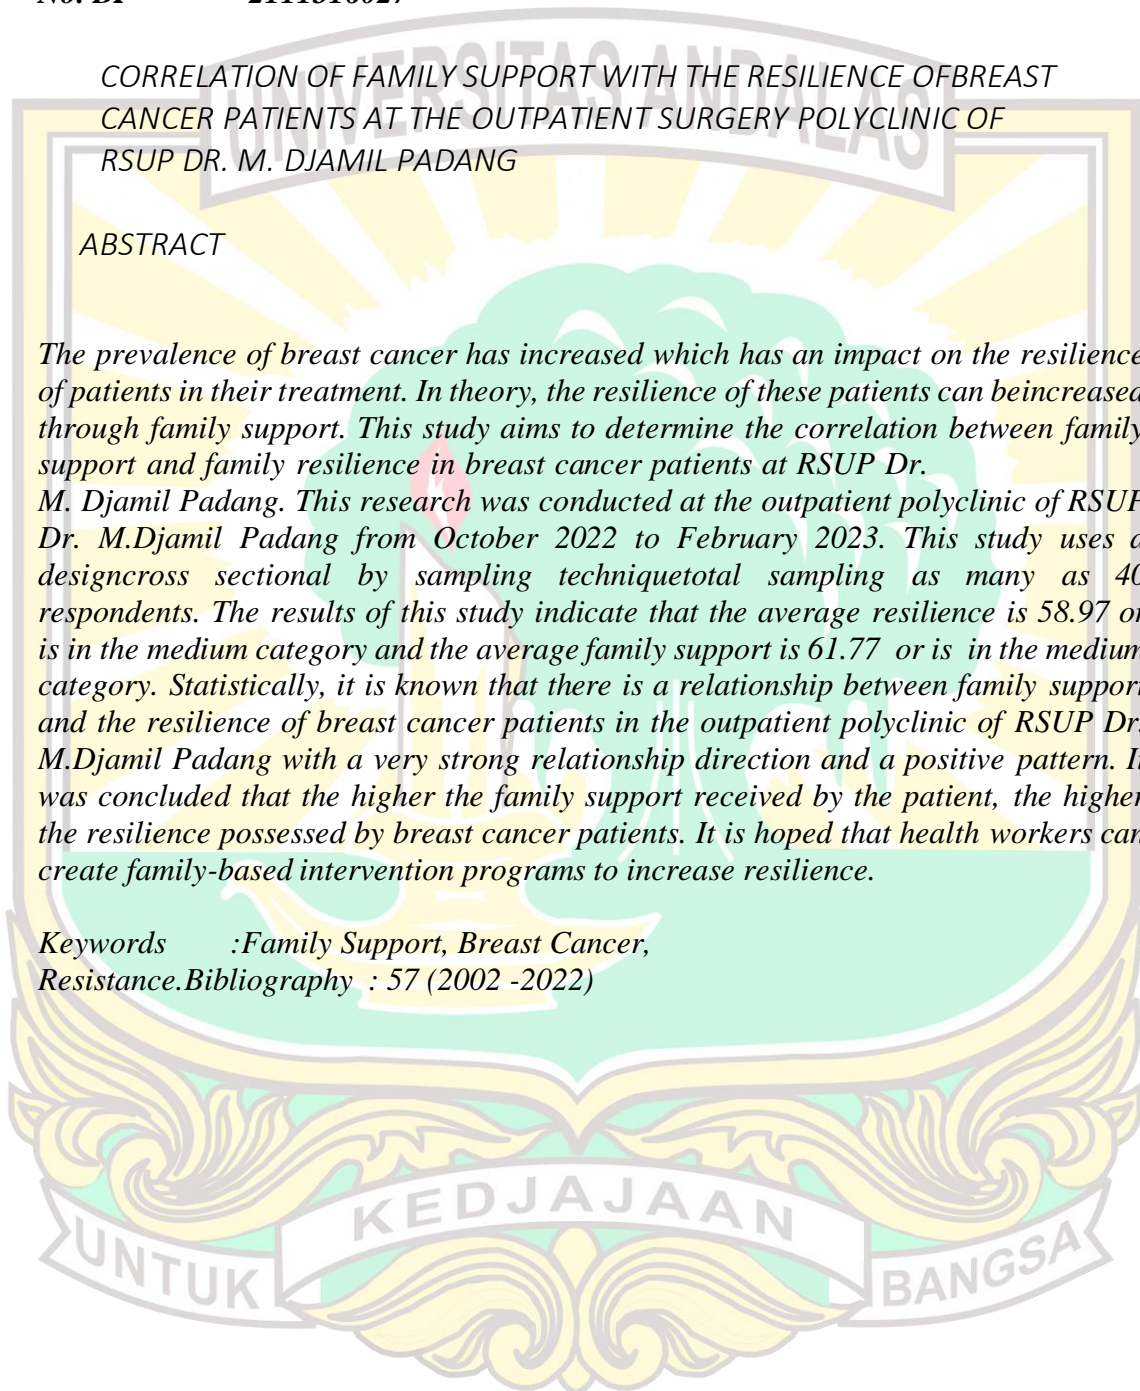 CORRELATION OF FAMILY SUPPORT WITH THE RESILIENCE OFBREAST
CANCER PATIENTS AT THE OUTPATIENT SURGERY POLYCLINIC OF
RSUP DR. M. DJAMIL PADANG
UNIVERSITAS ANDALAS
ABSTRACT
The prevalence of breast cancer has increased which has an impact on the resilience
of patients in their treatment. In theory, the resilience of these patients can beincreased
through family support. This study aims to determine the correlation between family
support and family resilience in breast cancer patients at RSUP Dr.
M. Djamil Padang. This research was conducted at the outpatient polyclinic of RSUP
Dr. M.Djamil Padang from October 2022 to February 2023. This study uses a
designcross sectional by sampling techniquetotal sampling as many as 40
respondents. The results of this study indicate that the average resilience is 58.97 or
is in the medium category and the average family support is 61.77 or is in the medium
category. Statistically, it is known that there is a relationship between family support
and the resilience of breast cancer patients in the outpatient polyclinic of RSUP Dr.
M.Djamil Padang with a very strong relationship direction and a positive pattern. It
was concluded that the higher the family support received by the patient, the higher
the resilience possessed by breast cancer patients. It is hoped that health workers can
create family-based intervention programs to increase resilience.
Keywords :Family Support, Breast Cancer,
Resistance.Bibliography : 57 (2002 -2022)
UNTUK KEDJAJAAN BANGSA